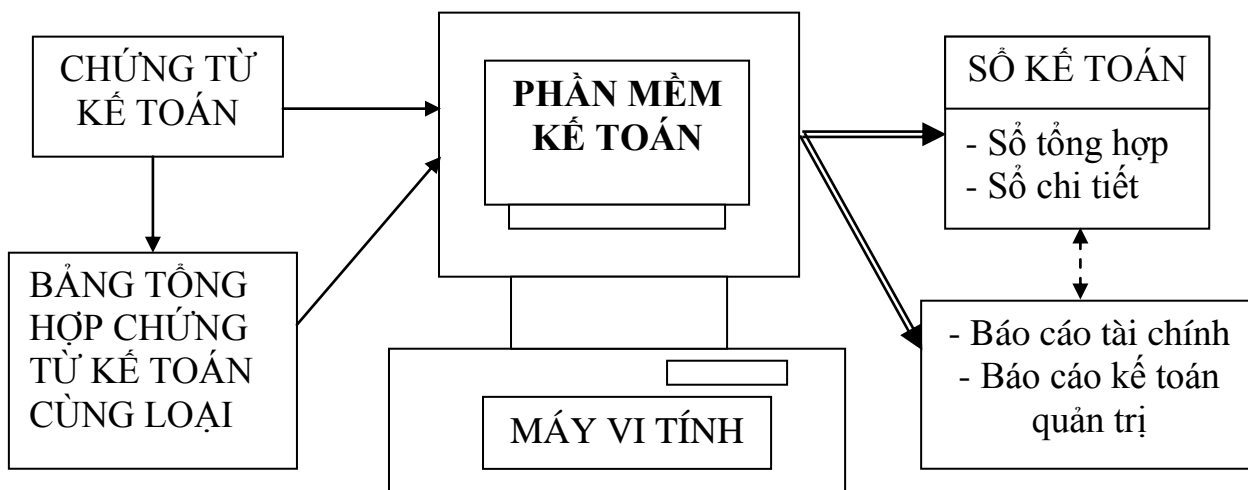 CHỨNG TỪ
KẾ TOÁN
BẢNG TỔNG
HỢP CHỨNG
TỪ KẾ TOÁN
CÙNG LOẠI
PHẦN MỀM
KẾ TOÁN
MÁY VI TÍNH
SỔ KẾ TOÁN
- Sổ tổng hợp
- Sổ chi tiết
- Báo cáo tài chính
- Báo cáo kế toán
quản trị